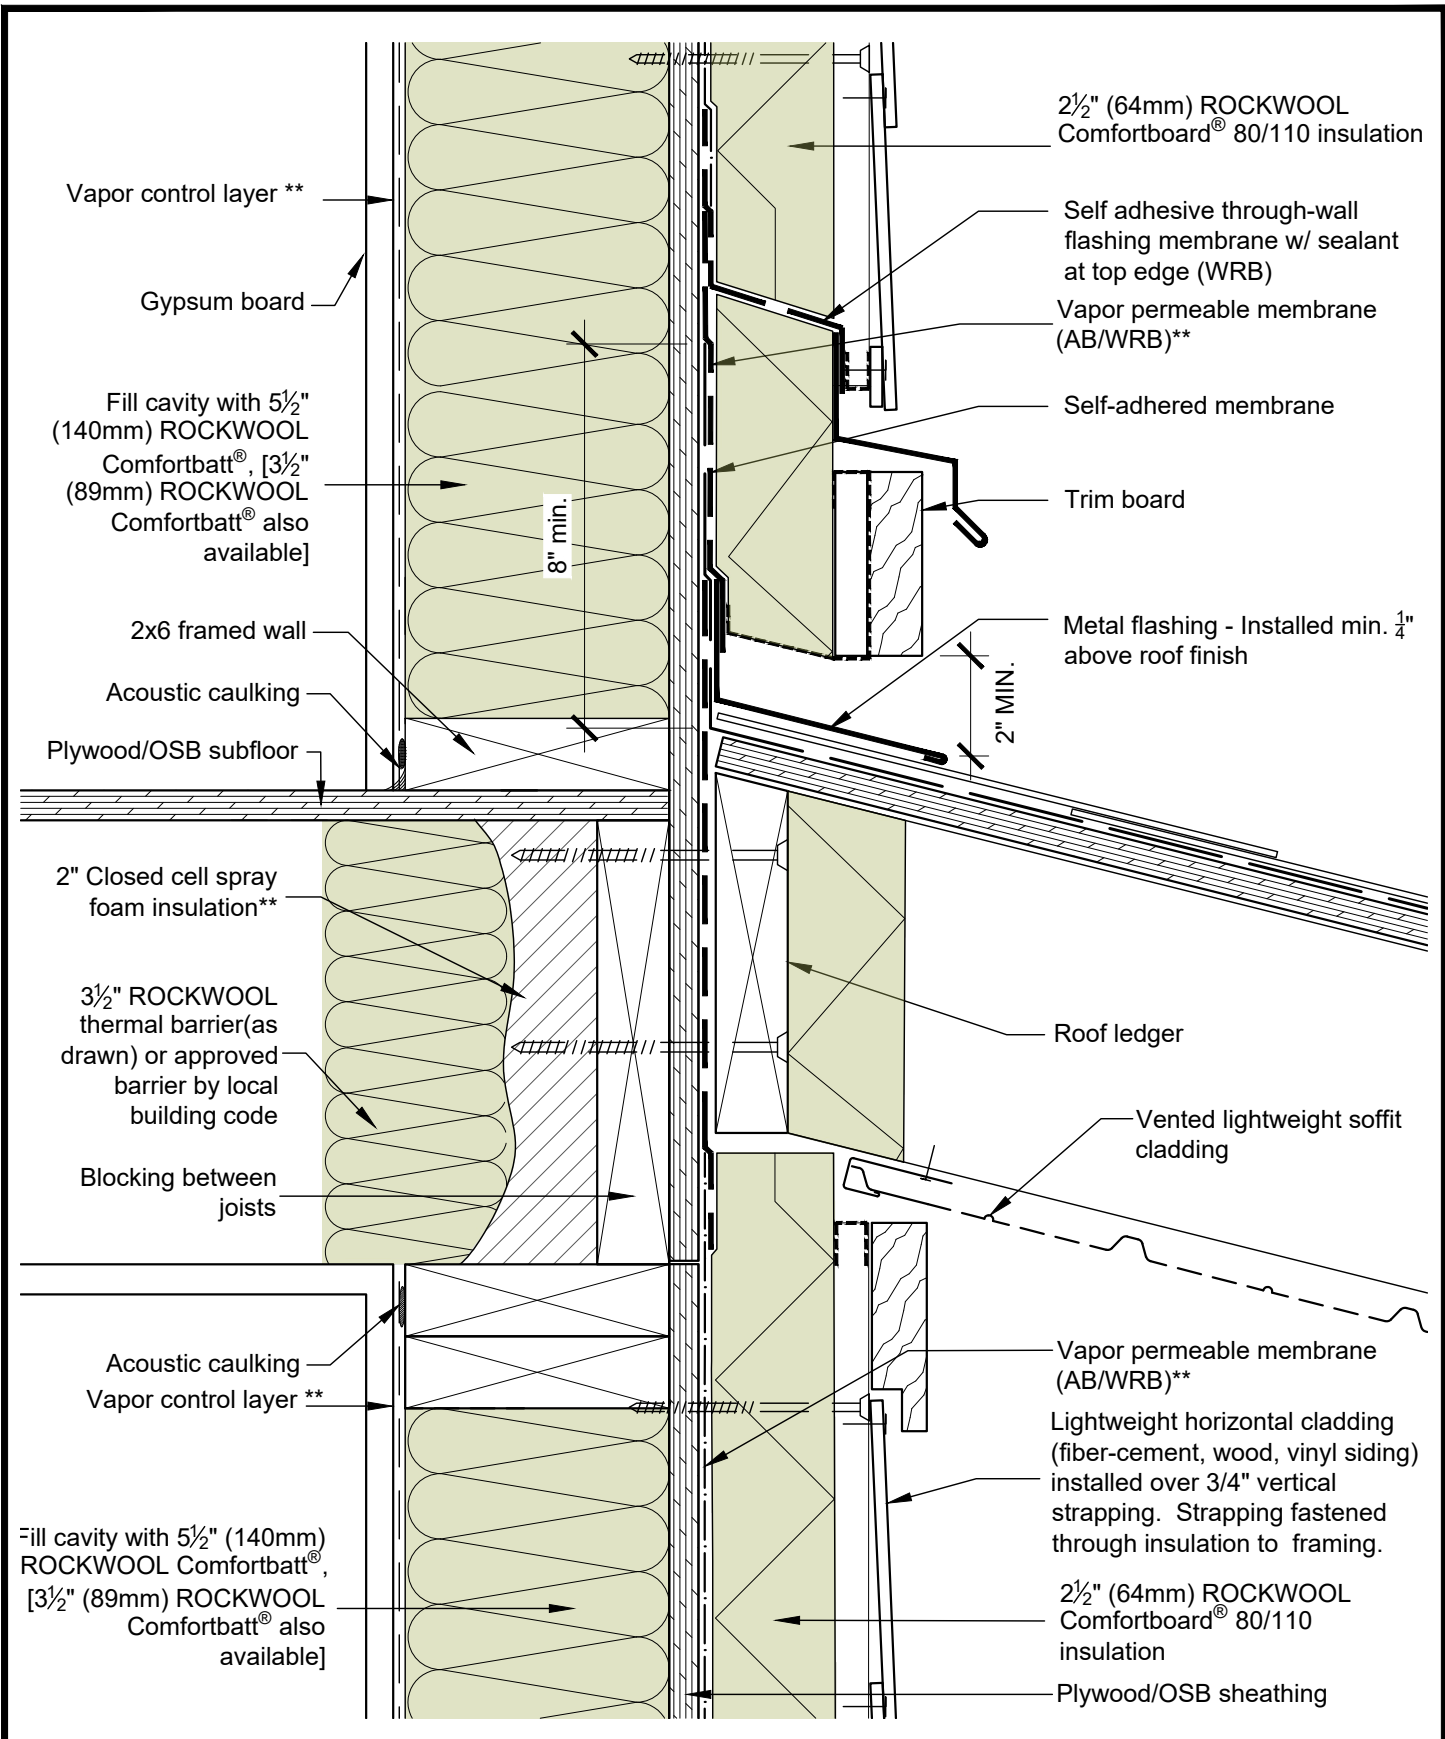 Vapor control layer **
Gypsum board
Fill cavity with 5½"
(140mm) ROCKWOOL
Comfortbatt®, [3½"
(89mm) ROCKWOOL
Comfortbatt® also
available]
8" min.
2x6 framed wall
Acoustic caulking
Plywood/OSB subfloor
2" Closed cell spray
foam insulation**
3½" ROCKWOOL
thermal barrier(as
drawn) or approved
barrier by local
building code
Blocking between
joists
Acoustic caulking
Vapor control layer **
Fill cavity with 5½" (140mm)
ROCKWOOL Comfortbatt®,
[3½" (89mm) ROCKWOOL
Comfortbatt® also
available]
2½" (64mm) ROCKWOOL
Comfortboard® 80/110 insulation
Self adhesive through-wall
flashing membrane w/ sealant
at top edge (WRB)
Vapor permeable membrane
(AB/WRB)**
Self-adhered membrane
Trim board
Metal flashing - Installed min. ¼"
above roof finish
2" MIN.
Roof ledger
Vented lightweight soffit
cladding
Vapor permeable membrane
(AB/WRB)**
Lightweight horizontal cladding
(fiber-cement, wood, vinyl siding)
installed over 3/4" vertical
strapping. Strapping fastened
through insulation to framing.
2½" (64mm) ROCKWOOL
Comfortboard® 80/110
insulation
Plywood/OSB sheathing